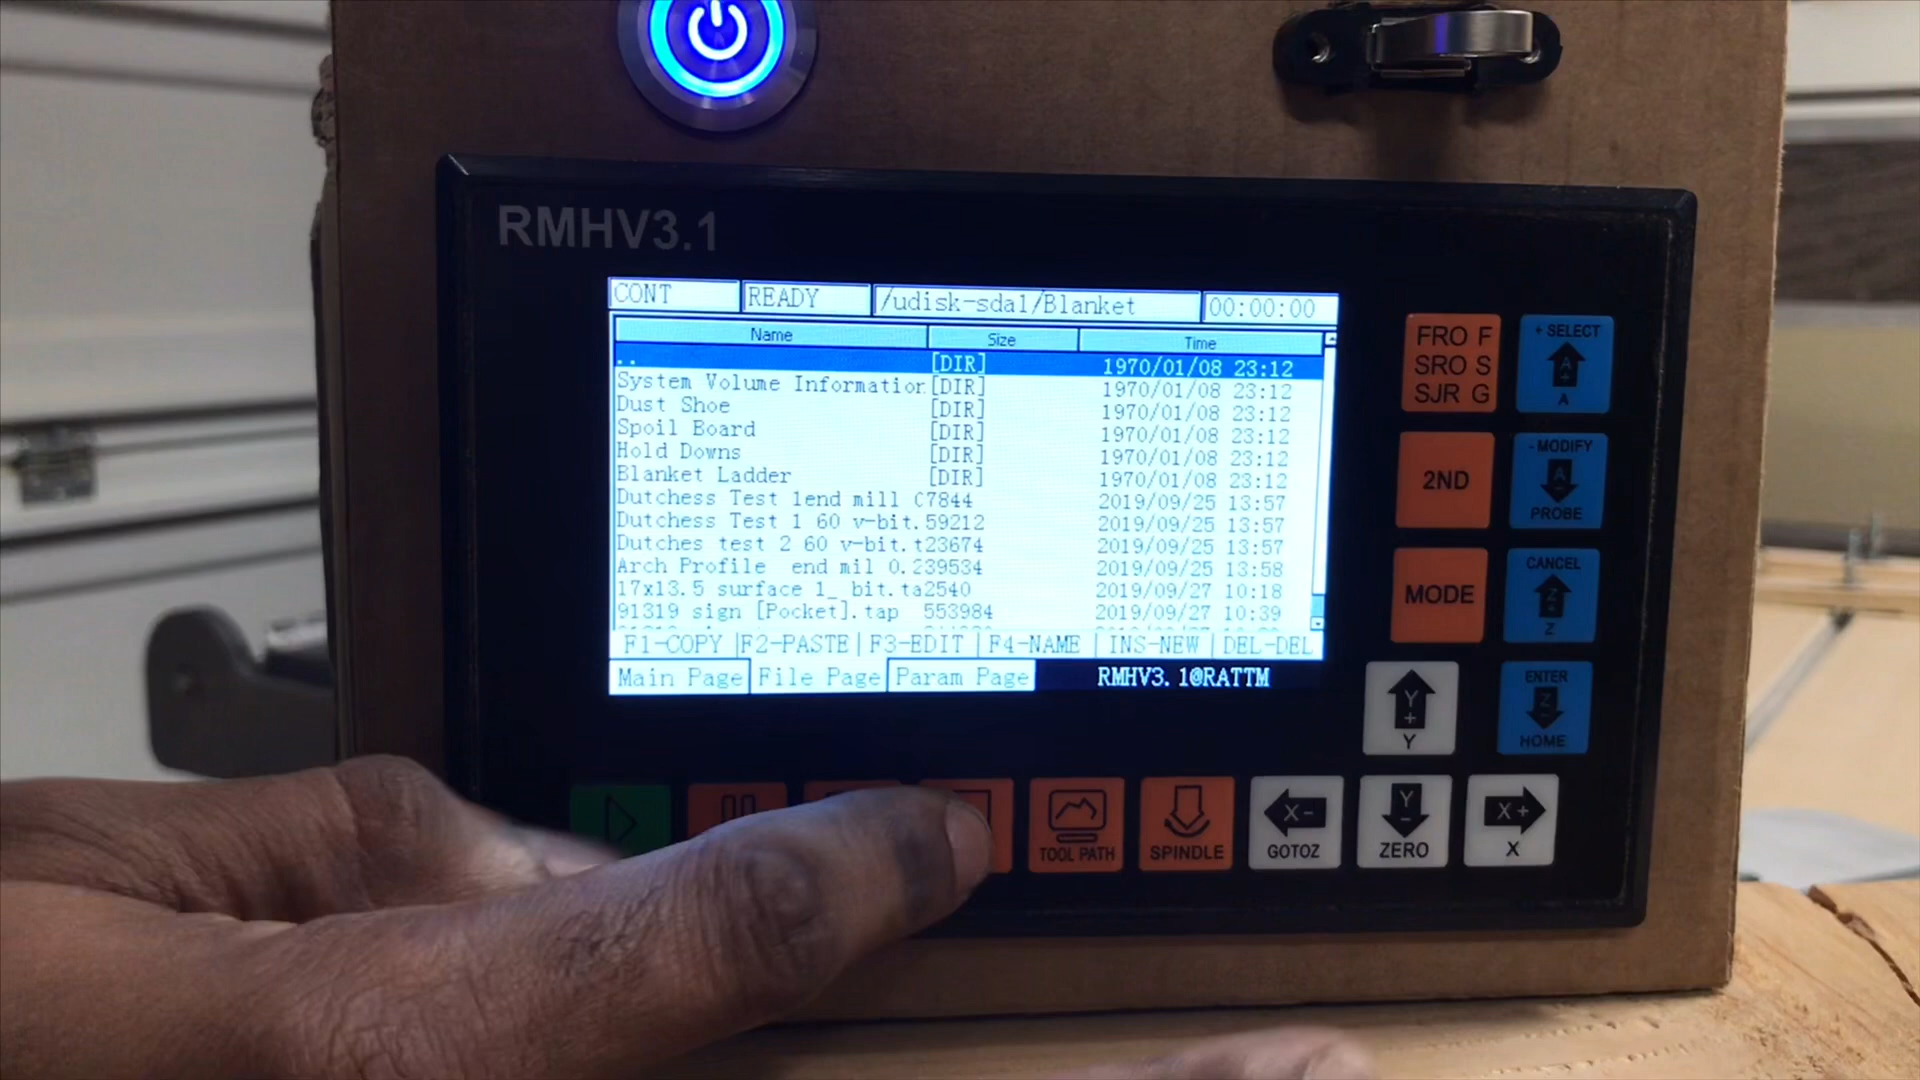 RMHV3.1
CONT READY /udisk-sda1/Blanket 00:00:00
Name Size Time
.. [DIR] 1970/01/08 23:12
System Volume Information [DIR] 1970/01/08 23:12
Dust Shoe [DIR] 1970/01/08 23:12
Spoil Board [DIR] 1970/01/08 23:12
Hold Downs [DIR] 1970/01/08 23:12
Blanket Ladder [DIR] 1970/01/08 23:12
Dutchess Test 1end mill 07844 2019/09/25 13:57
Dutchess Test 1 60 v-bit.59212 2019/09/25 13:57
Dutches test 2 60 v-bit.t23674 2019/09/25 13:57
Arch Profile end mil 0.239534 2019/09/25 13:58
17x13.5 surface 1_ bit.ta2540 2019/09/27 10:18
91319 sign [Pocket].tap 553984 2019/09/27 10:39
F1-COPY F2-PASTE F3-EDIT F4-NAME INS-NEW DEL-DEL
Main Page File Page Param Page RMHV3.1@RATTM
FRO F
SRO S
SJR G
+ SELECT
A+
A
2ND
- MODIFY
A-
PROBE
MODE
CANCEL
Z+
Z
Y+
Y
ENTER
Z-
HOME
TOOL PATH
SPINDLE
X-
GOTOZ
Y-
ZERO
X+
X